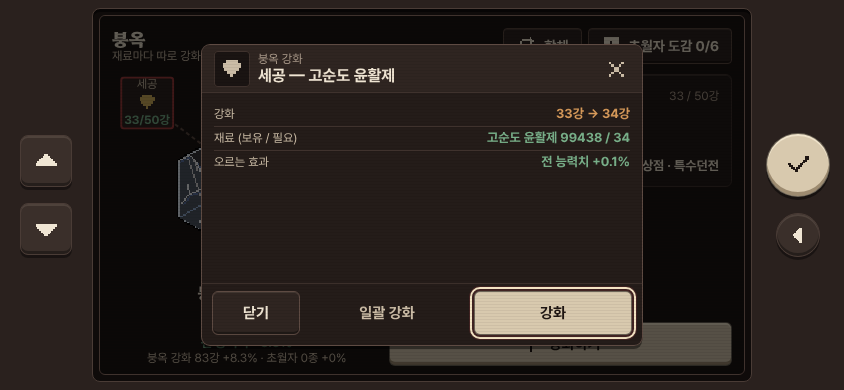 붕옥
재료마다 따로 강화
초월자 도감 0/6
세공
33/50강
33 / 50강
상점 · 특수던전
붕옥 강화
세공 — 고순도 윤활제
강화
33강 → 34강
재료 (보유 / 필요)
고순도 윤활제 99438 / 34
오르는 효과
전 능력치 +0.1%
닫기
일괄 강화
강화
붕옥 강화 83강 +8.3% · 초월자 0종 +0%